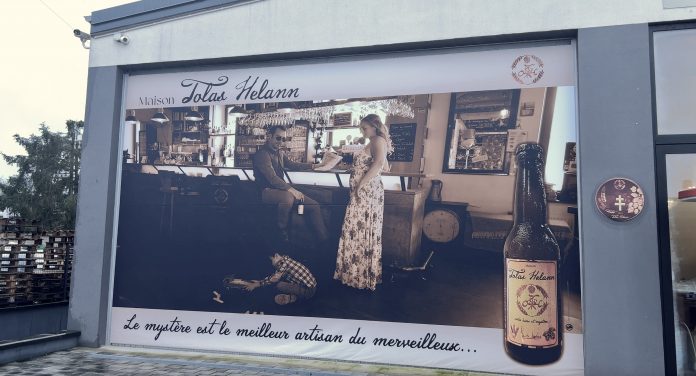 Maison Tolas Helann
Tolas Helann
Le mystère est le meilleur artisan du merveilleux...